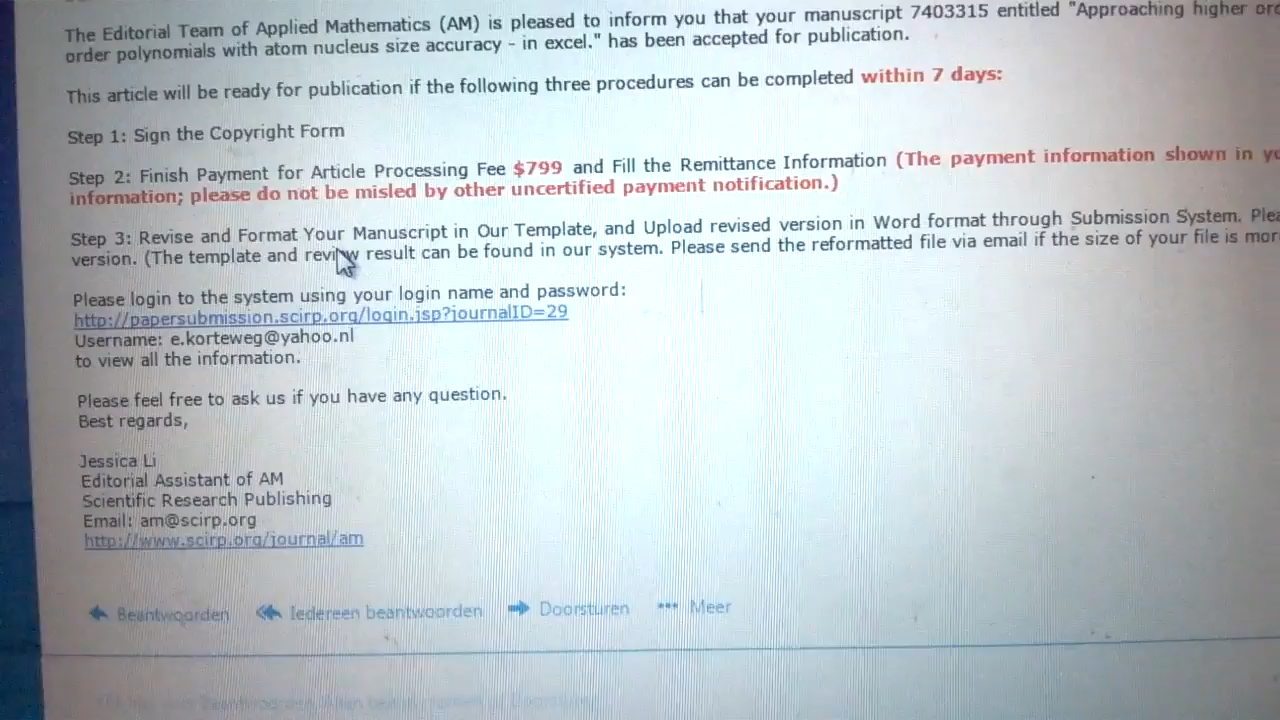 The Editorial Team of Applied Mathematics (AM) is pleased to inform you that your manuscript 7403315 entitled "Approaching higher
order polynomials with atom nucleus size accuracy - in excel." has been accepted for publication.
This article will be ready for publication if the following three procedures can be completed within 7 days:
Step 1: Sign the Copyright Form
Step 2: Finish Payment for Article Processing Fee $799 and Fill the Remittance Information (The payment information shown in
information; please do not be misled by other uncertified payment notification.)
Step 3: Revise and Format Your Manuscript in Our Template, and Upload revised version in Word format through Submission System.
version. (The template and review result can be found in our system. Please send the reformatted file via email if the size of your file is
Please login to the system using your login name and password:
http://papersubmission.scirp.org/login.jsp?journalID=29
Username: e.korteweg@yahoo.nl
to view all the information.
Please feel free to ask us if you have any question.
Best regards,
Jessica Li
Editorial Assistant of AM
Scientific Research Publishing
Email: am@scirp.org
http://www.scirp.org/journal/am
Beantwoorden Iedereen beantwoorden Doorsturen Meer